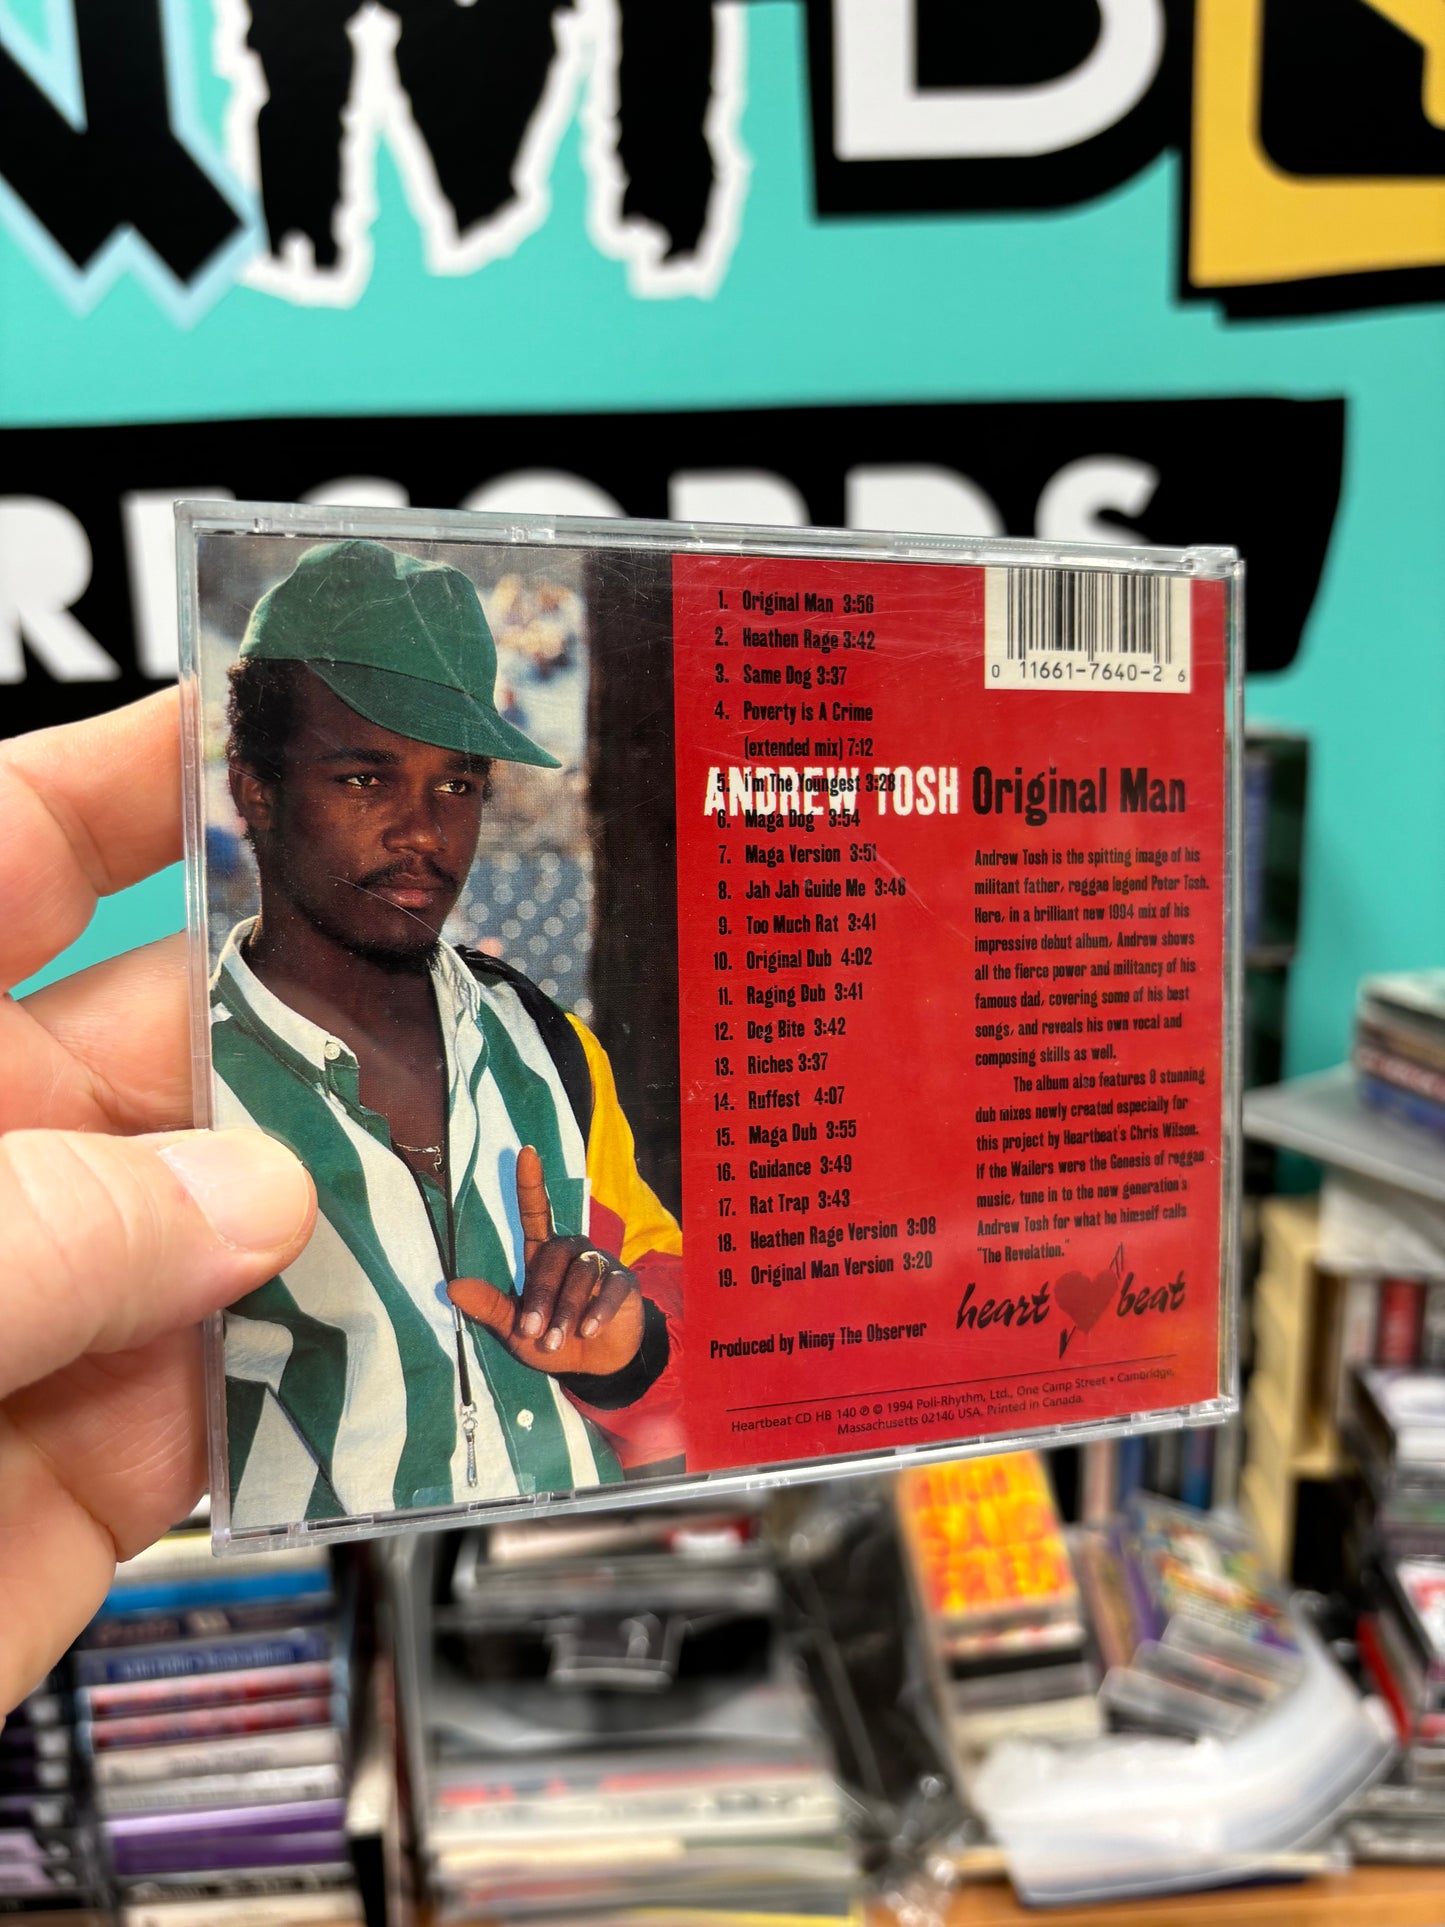 RECORDS
1. Original Man 3:56
2. Heathen Rage 3:42
3. Same Dog 3:37
4. Poverty Is A Crime
(extended mix) 7:12
5. I'm The Youngest 3:28
6. Maga Dog 3:54
7. Maga Version 3:51
8. Jah Jah Guide Me 3:46
9. Too Much Rat 3:41
10. Original Dub 4:02
11. Raging Dub 3:41
12. Dog Bite 3:42
13. Riches 3:37
14. Ruffest 4:07
15. Maga Dub 3:55
16. Guidance 3:49
17. Rat Trap 3:43
18. Heathen Rage Version 3:08
19. Original Man Version 3:20
Produced by Niney The Observer
0 11661-7640-2 6
ANDREW TOSH Original Man
Andrew Tosh is the spitting image of his
militant father, reggae legend Peter Tosh.
Here, in a brilliant new 1994 mix of his
impressive debut album, Andrew shows
all the fierce power and militancy of his
famous dad, covering some of his best
songs, and reveals his own vocal and
composing skills as well.
The album also features 8 stunning
dub mixes newly created especially for
this project by Heartbeat's Chris Wilson.
If the Wailers were the Genesis of reggae
music, tune in to the new generation's
Andrew Tosh for what he himself calls
"The Revelation."
heart beat
Heartbeat CD HB 140 ℗ © 1994 Poli-Rhythm, Ltd., One Camp Street • Cambridge,
Massachusetts 02140 USA. Printed in Canada.